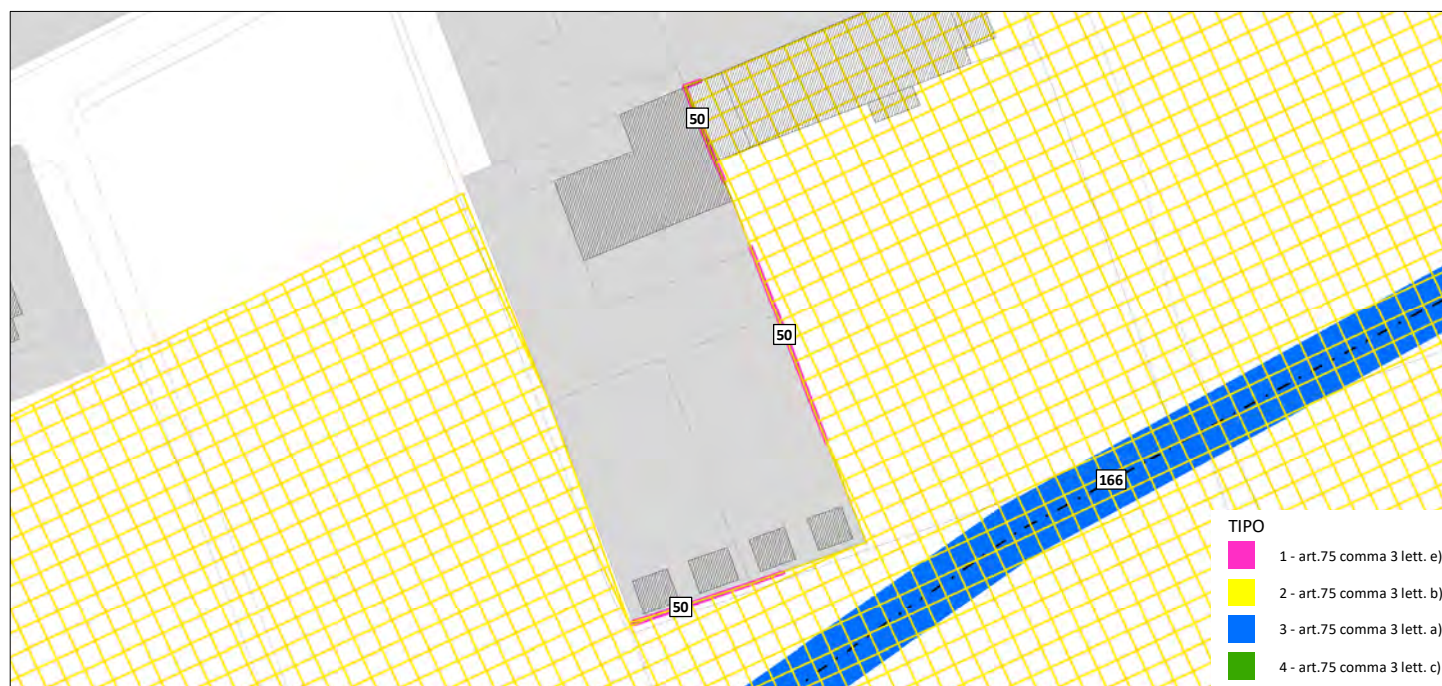 50
50
166
50
TIPO
1 - art.75 comma 3 lett. e)
2 - art.75 comma 3 lett. b)
3 - art.75 comma 3 lett. a)
4 - art.75 comma 3 lett. c)